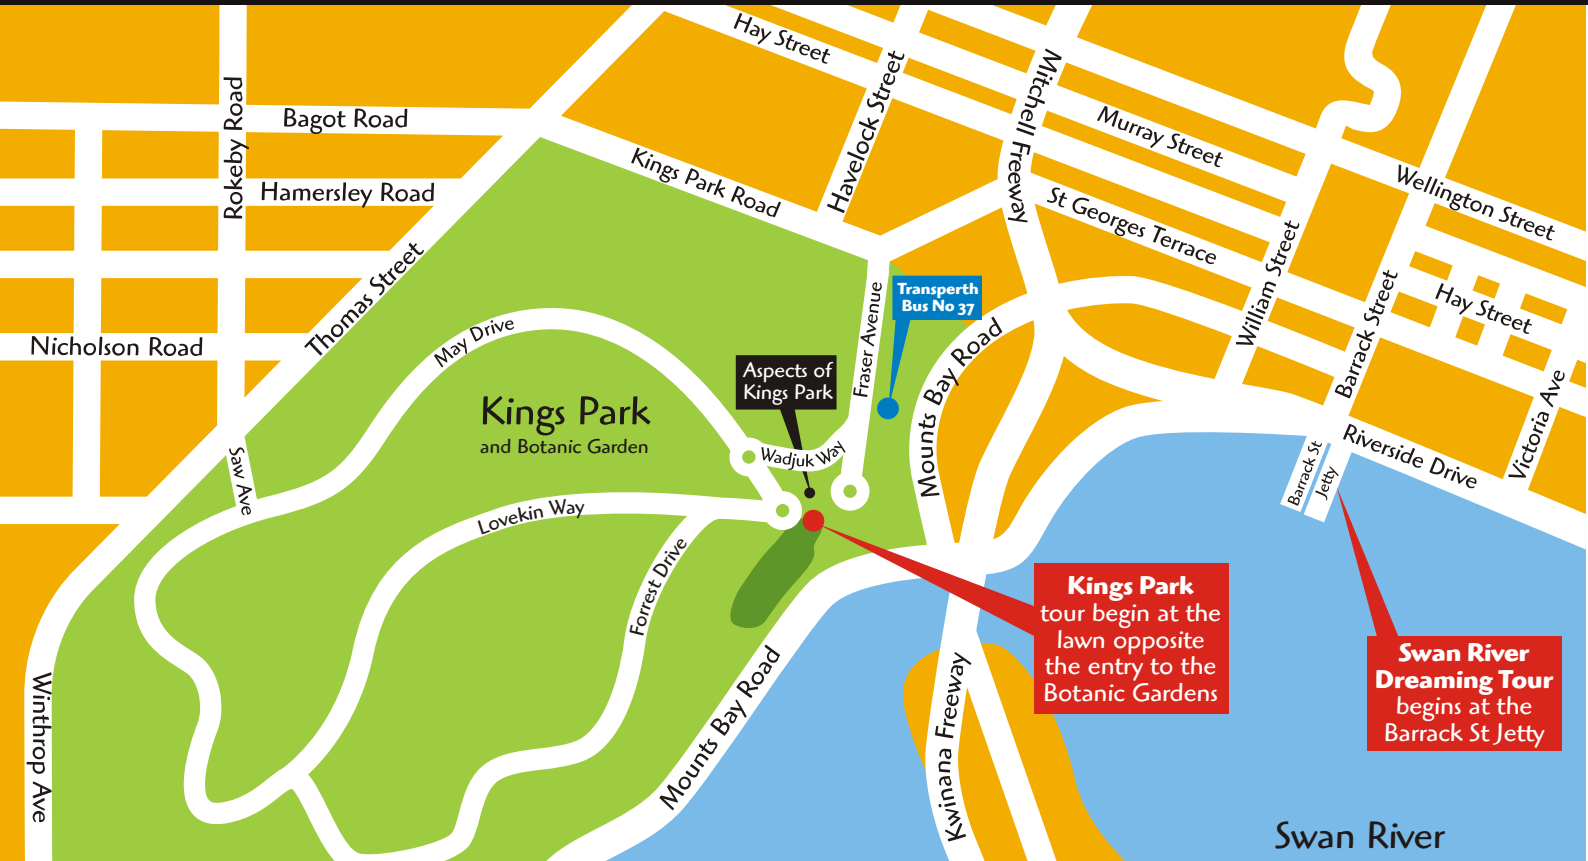 Hay Street
Havelock Street
Mitchell Freeway
Rokeby Road
Bagot Road
Murray Street
Kings Park Road
Hamersley Road
Wellington Street
St Georges Terrace
William Street
Thomas Street
Fraser Avenue
Transperth
Bus No 37
Barrack Street
Hay Street
Nicholson Road
May Drive
Mounts Bay Road
Aspects of
Kings Park
Kings Park
and Botanic Garden
Victoria Ave
Wadjuk Way
Saw Ave
Riverside Drive
Barrack St
Jetty
Lovekin Way
Forrest Drive
Kings Park
tour begin at the
lawn opposite
the entry to the
Botanic Gardens
Swan River
Dreaming Tour
begins at the
Barrack St Jetty
Winthrop Ave
Mounts Bay Road
Kwinana Freeway
Swan River